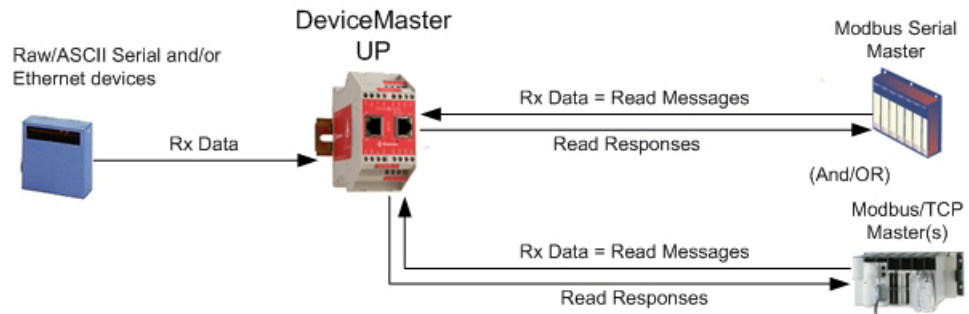 DeviceMaster
UP
Raw/ASCII Serial and/or
Ethernet devices
Rx Data
Modbus Serial
Master
Rx Data = Read Messages
Read Responses
(And/OR)
Modbus/TCP
Master(s)
Rx Data = Read Messages
Read Responses